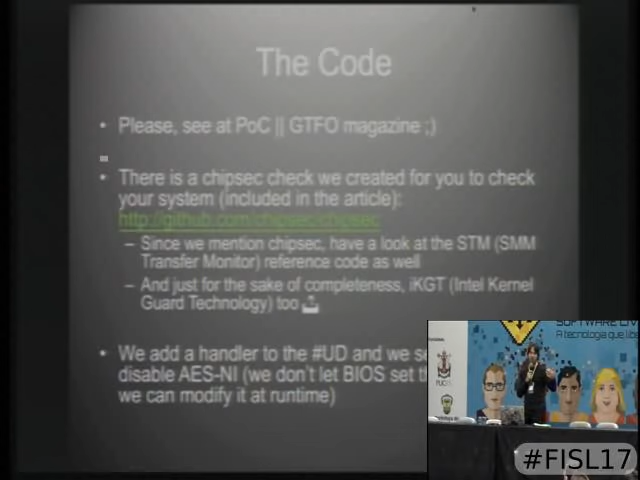 The Code
• Please, see at PoC || GTFO magazine ;)
• There is a chipsec check we created for you to check
your system (included in the article):
http://github.com/chipsec/chipsec
– Since we mention chipsec, have a look at the STM (SMM
Transfer Monitor) reference code as well
– And just for the sake of completeness, iKGT (Intel Kernel
Guard Technology) too
• We add a handler to the #UD and we
disable AES-NI (we don't let BIOS set
we can modify it at runtime)
SOFTWARE
A tecnologia que
#FISL17